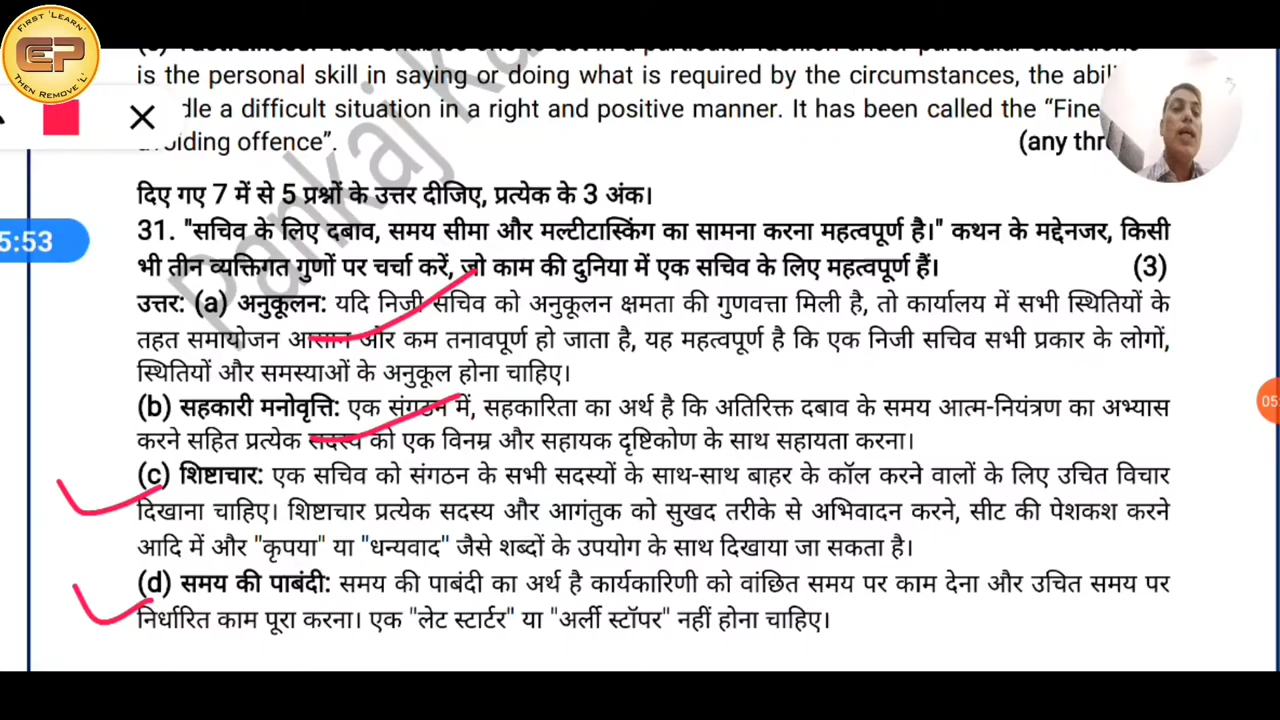 FIRST 'LEARN'
EP
THEN REMOVE 'L'
is the personal skill in saying or doing what is required by the circumstances, the
a difficult situation in a right and positive manner. It has been called the
offence”. (any
दिए गए 7 में से 5 प्रश्नों के उत्तर दीजिए, प्रत्येक के 3 अंक।
5:53
31. "सचिव के लिए दबाव, समय सीमा और मल्टीटास्किंग का सामना करना महत्वपूर्ण है।" कथन के मद्देनजर, किसी
भी तीन व्यक्तिगत गुणों पर चर्चा करें, जो काम की दुनिया में एक सचिव के लिए महत्वपूर्ण हैं। (3)
उत्तर: (a) अनुकूलन: यदि निजी सचिव को अनुकूलन क्षमता की गुणवत्ता मिली है, तो कार्यालय में सभी स्थितियों के
तहत समायोजन आसान और कम तनावपूर्ण हो जाता है, यह महत्वपूर्ण है कि एक निजी सचिव सभी प्रकार के लोगों,
स्थितियों और समस्याओं के अनुकूल होना चाहिए।
(b) सहकारी मनोवृत्ति: एक संगठन में, सहकारिता का अर्थ है कि अतिरिक्त दबाव के समय आत्म-नियंत्रण का अभ्यास
05
करने सहित प्रत्येक सदस्य को एक विनम्र और सहायक दृष्टिकोण के साथ सहायता करना।
(c) शिष्टाचार: एक सचिव को संगठन के सभी सदस्यों के साथ-साथ बाहर के कॉल करने वालों के लिए उचित विचार
दिखाना चाहिए। शिष्टाचार प्रत्येक सदस्य और आगंतुक को सुखद तरीके से अभिवादन करने, सीट की पेशकश करने
आदि में और "कृपया" या "धन्यवाद" जैसे शब्दों के उपयोग के साथ दिखाया जा सकता है।
(d) समय की पाबंदी: समय की पाबंदी का अर्थ है कार्यकारिणी को वांछित समय पर काम देना और उचित समय पर
निर्धारित काम पूरा करना। एक "लेट स्टार्टर" या "अर्ली स्टॉपर" नहीं होना चाहिए।
Pankaj